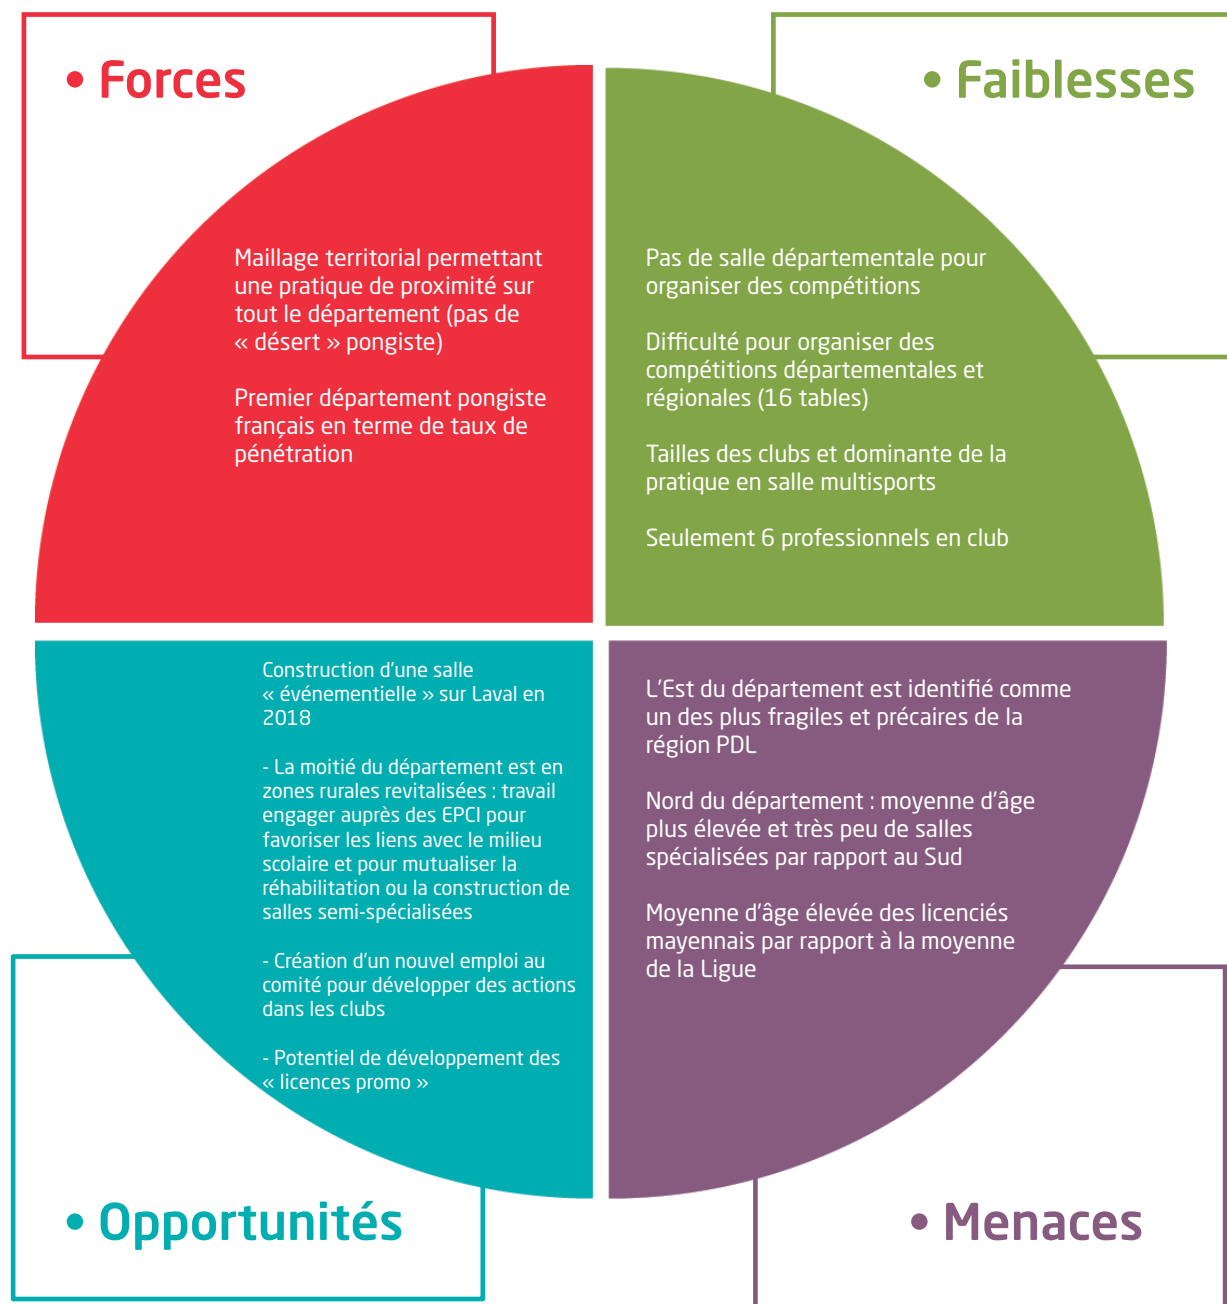 • Forces
Maillage territorial permettant
une pratique de proximité sur
tout le département (pas de
« désert » pongiste)
Premier département pongiste
français en terme de taux de
pénétration
• Faiblesses
Pas de salle départementale pour
organiser des compétitions
Difficulté pour organiser des
compétitions départementales et
régionales (16 tables)
Tailles des clubs et dominante de la
pratique en salle multisports
Seulement 6 professionnels en club
Construction d'une salle
« événementielle » sur Laval en
2018
- La moitié du département est en
zones rurales revitalisées : travail
engager auprès des EPCI pour
favoriser les liens avec le milieu
scolaire et pour mutualiser la
réhabilitation ou la construction de
salles semi-spécialisées
- Création d'un nouvel emploi au
comité pour développer des actions
dans les clubs
- Potentiel de développement des
« licences promo »
• Opportunités
L'Est du département est identifié comme
un des plus fragiles et précaires de la
région PDL
Nord du département : moyenne d'âge
plus élevée et très peu de salles
spécialisées par rapport au Sud
Moyenne d'âge élevée des licenciés
mayennais par rapport à la moyenne
de la Ligue
• Menaces